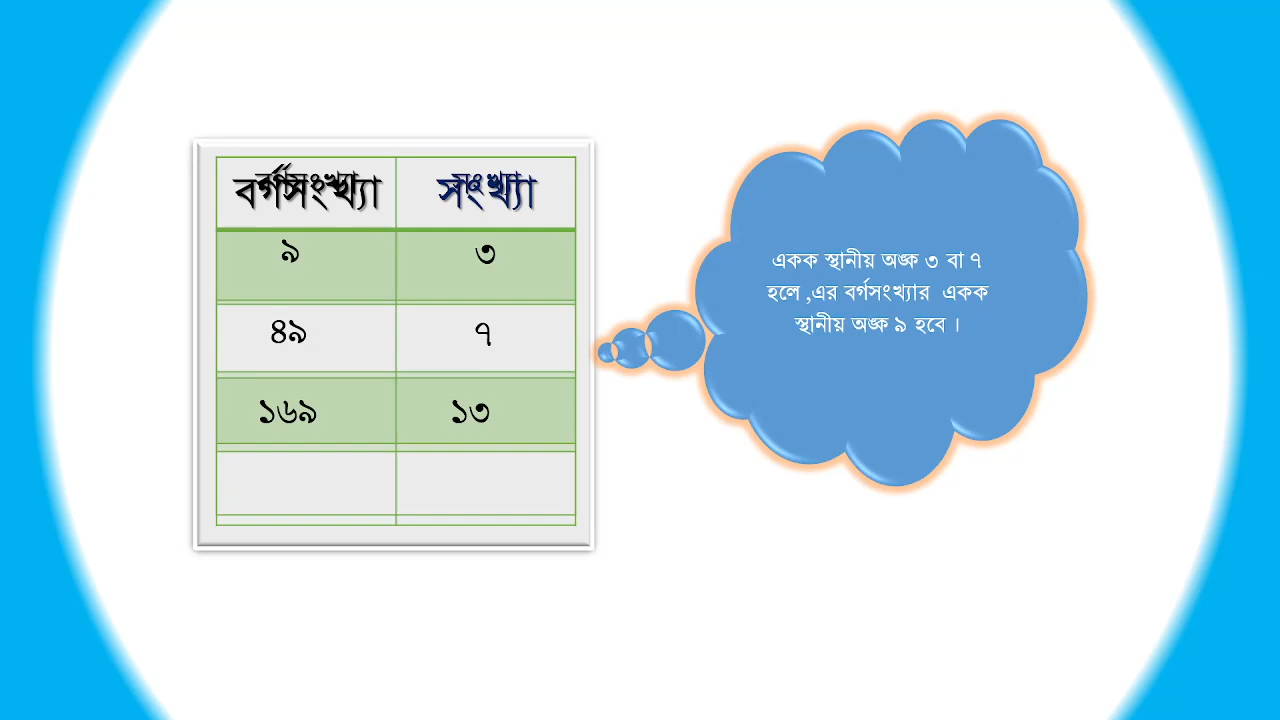 বর্গসংখ্যা সংখ্যা
৯ ৩
৪৯ ৭
১৬৯ ১৩
একক স্থানীয় অঙ্ক ৩ বা ৭
হলে ,এর বর্গসংখ্যার একক
স্থানীয় অঙ্ক ৯ হবে ।